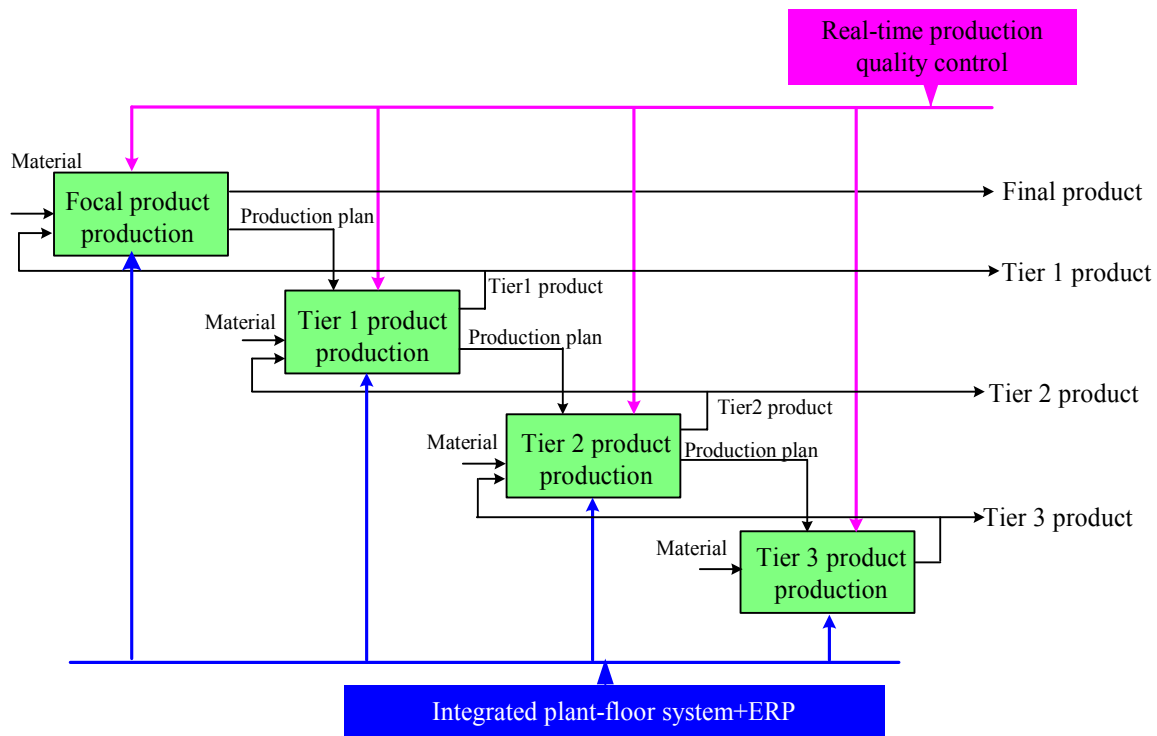 Real-time production
quality control
Material
Focal product
production
Final product
Production plan
Tier 1 product
Tier1 product
Material
Tier 1 product
production
Production plan
Tier 2 product
Tier2 product
Material
Tier 2 product
production
Production plan
Tier 3 product
Material
Tier 3 product
production
Integrated plant-floor system+ERP